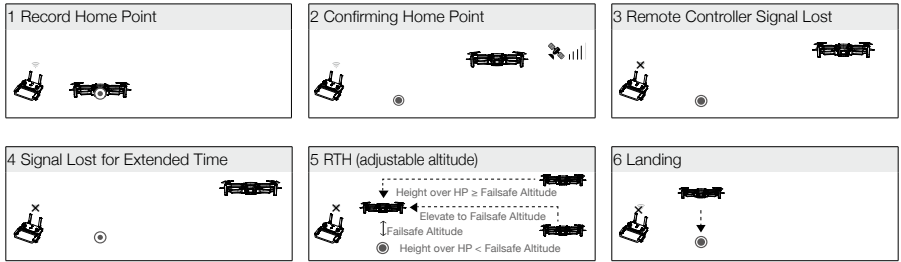 1 Record Home Point
2 Confirming Home Point
3 Remote Controller Signal Lost
4 Signal Lost for Extended Time
5 RTH (adjustable altitude)
Height over HP ≥ Failsafe Altitude
Elevate to Failsafe Altitude
Failsafe Altitude
Height over HP < Failsafe Altitude
6 Landing